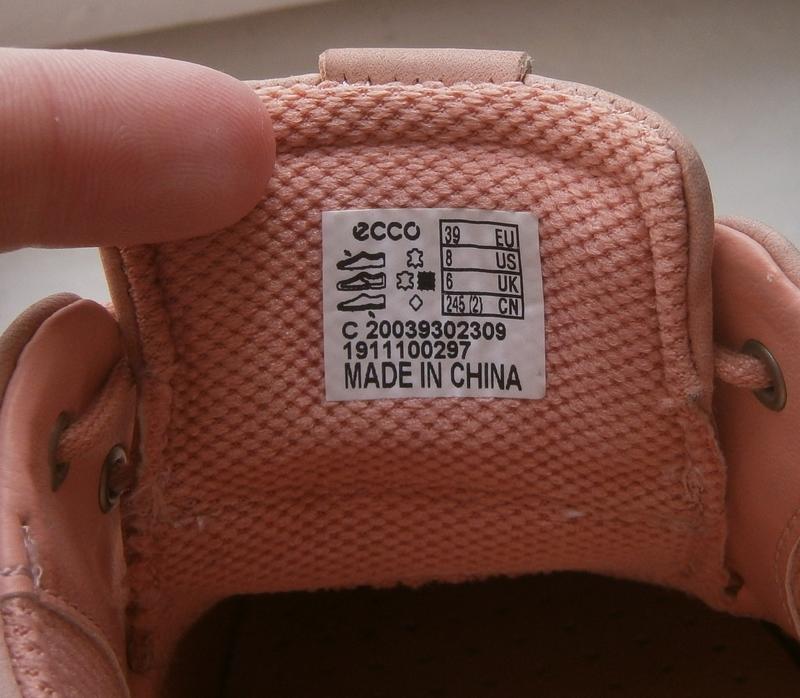 ecco
39 EU
8 US
6 UK
245 (2) CN
C 20039302309
1911100297
MADE IN CHINA